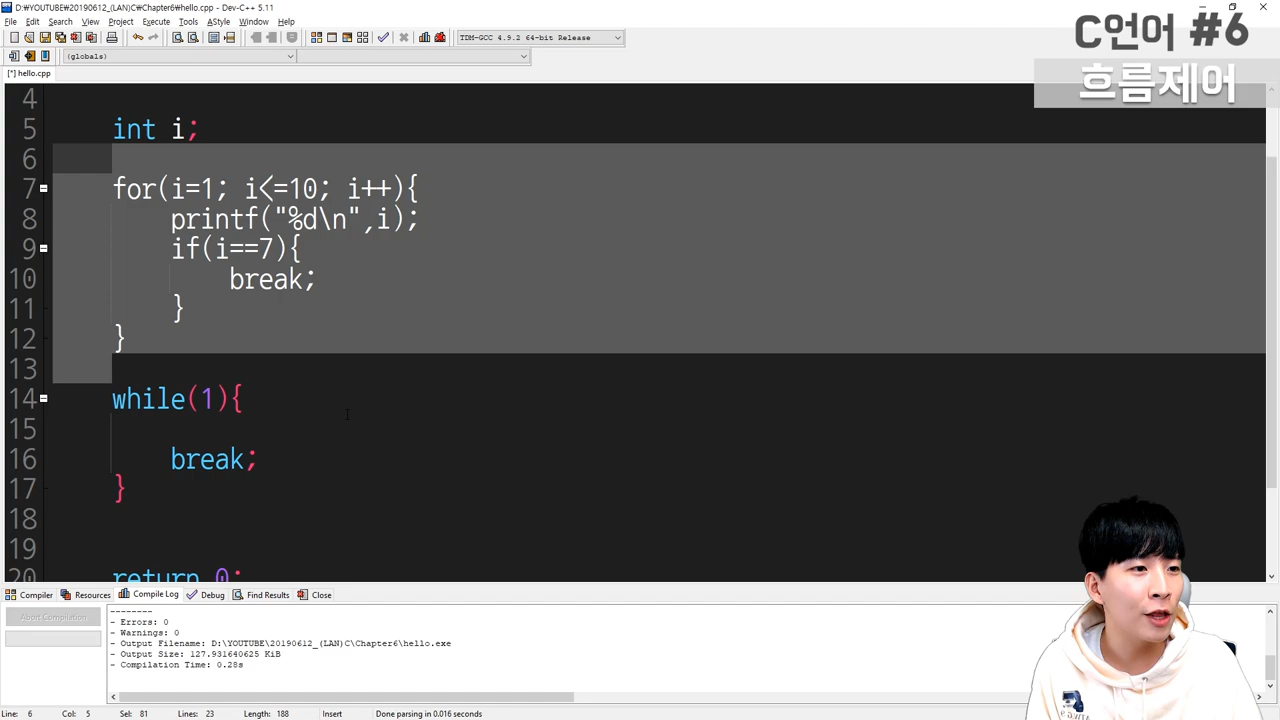 D:\YOUTUBE\20190612_(LAN)C\Chapter6\hello.cpp - Dev-C++ 5.11
File Edit Search View Project Execute Tools AStyle Window Help
TDM-GCC 4.9.2 64-bit Release
(globals)
[*] hello.cpp
C언어 #6
흐름제어
4
5 int i;
6
7 for(i=1; i<=10; i++){
8 printf("%d\n",i);
9 if(i==7){
10 break;
11 }
12 }
13
14 while(1){
15
16 break;
17 }
18
19
20 return 0;
Compiler Resources Compile Log Debug Find Results Close
Abort Compilation
--------
- Errors: 0
- Warnings: 0
- Output Filename: D:\YOUTUBE\20190612_(LAN)C\Chapter6\hello.exe
- Output Size: 127.931640625 KiB
- Compilation Time: 0.28s
Line: 6 Col: 5 Sel: 81 Lines: 23 Length: 188 Insert Done parsing in 0.016 seconds